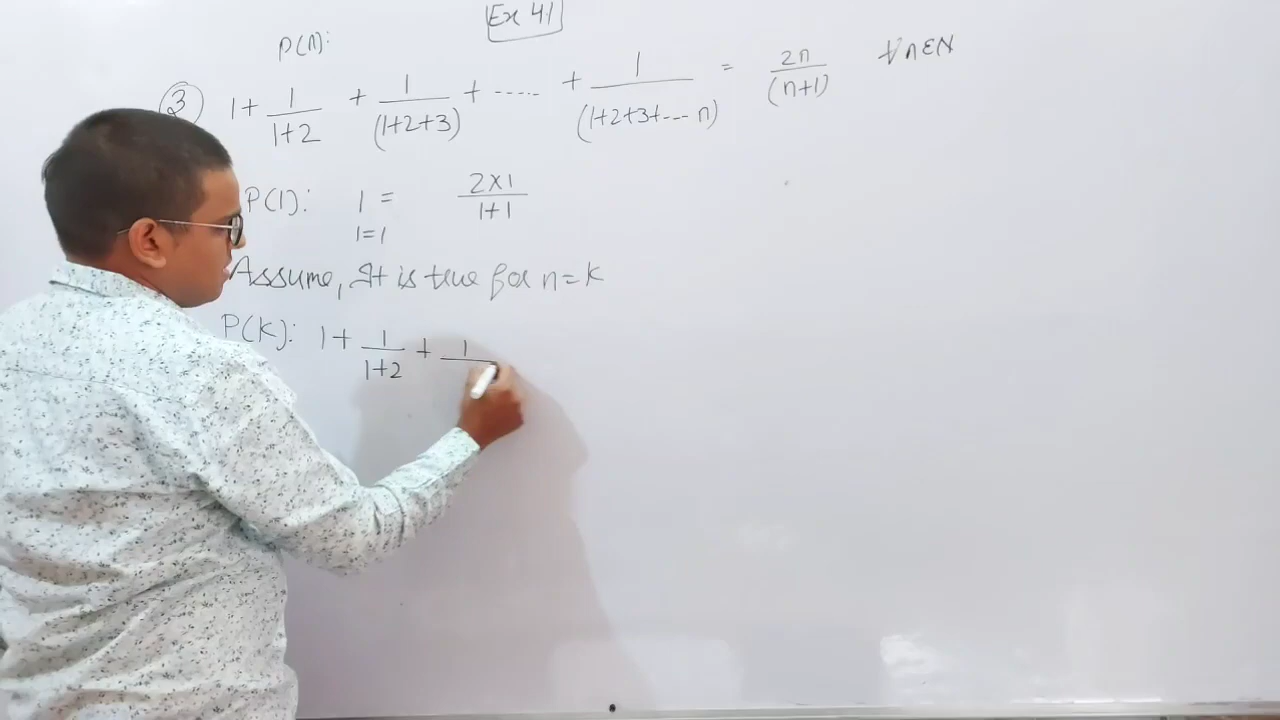 Ex 4.1
P(n):
③ 1 + 1/(1+2) + 1/(1+2+3) + ..... + 1/(1+2+3+--- n) = 2n/(n+1) ∀n∈N
P(1): 1 = 2×1/1+1
1=1
Assume, It is true for n=k
P(k): 1 + 1/1+2 + 1/